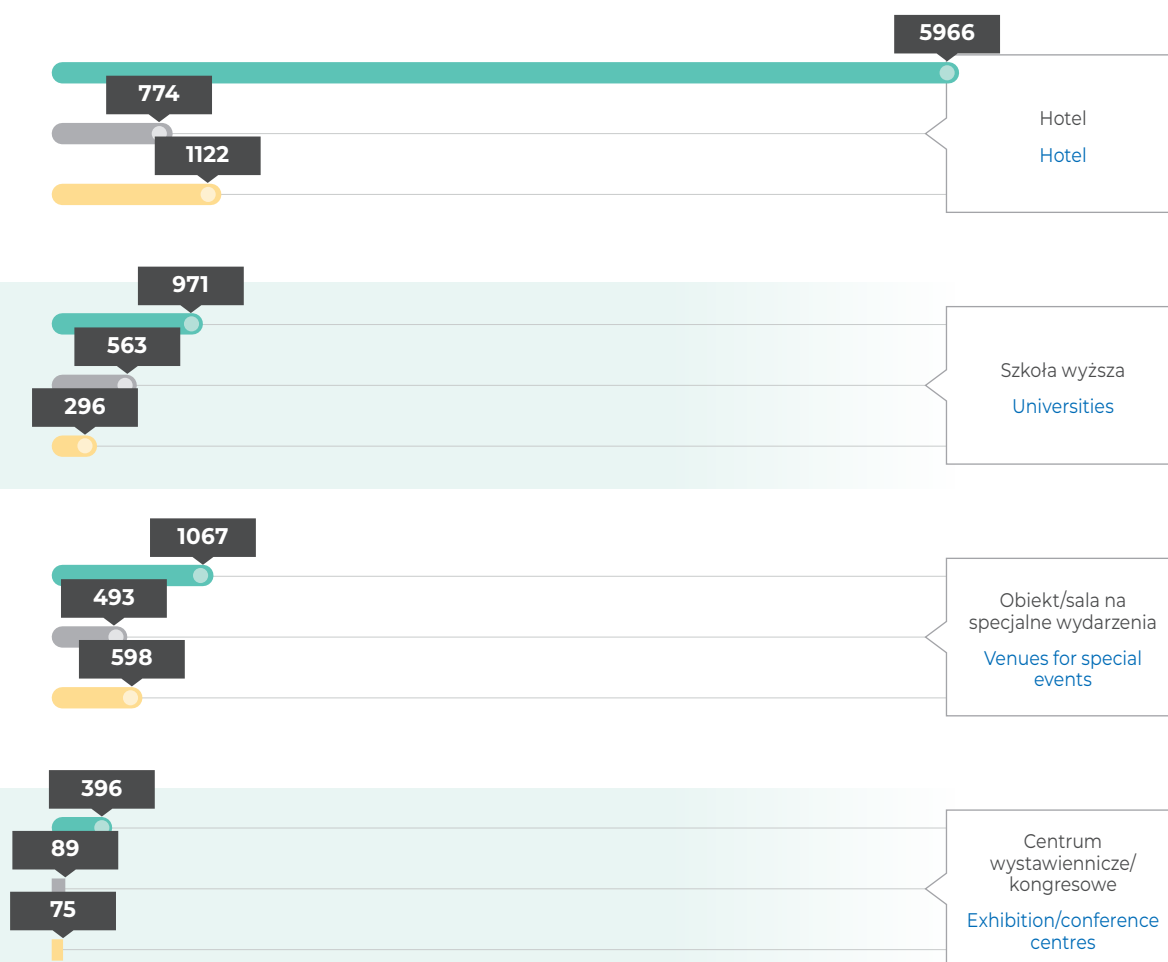 5966
774
1122
Hotel
Hotel
971
563
296
Szkoła wyższa
Universities
1067
493
598
Obiekt/sala na
specjalne wydarzenia
Venues for special
events
396
89
75
Centrum
wystawiennicze/
kongresowe
Exhibition/conference
centres